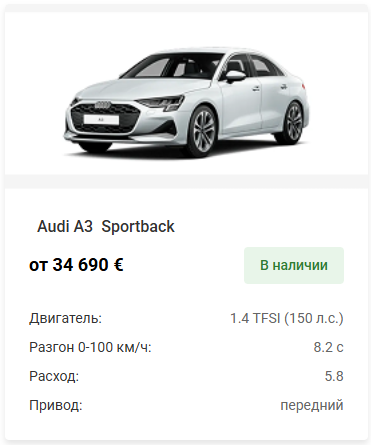 Audi A3 Sportback
от 34 690 €
В наличии
Двигатель: 1.4 TFSI (150 л.с.)
Разгон 0-100 км/ч: 8.2 с
Расход: 5.8
Привод: передний